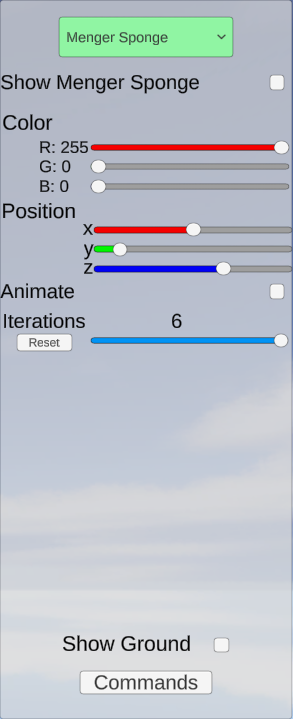 Menger Sponge
Show Menger Sponge
Color
R: 255
G: 0
B: 0
Position
x
y
z
Animate
Iterations 6
Reset
Show Ground
Commands